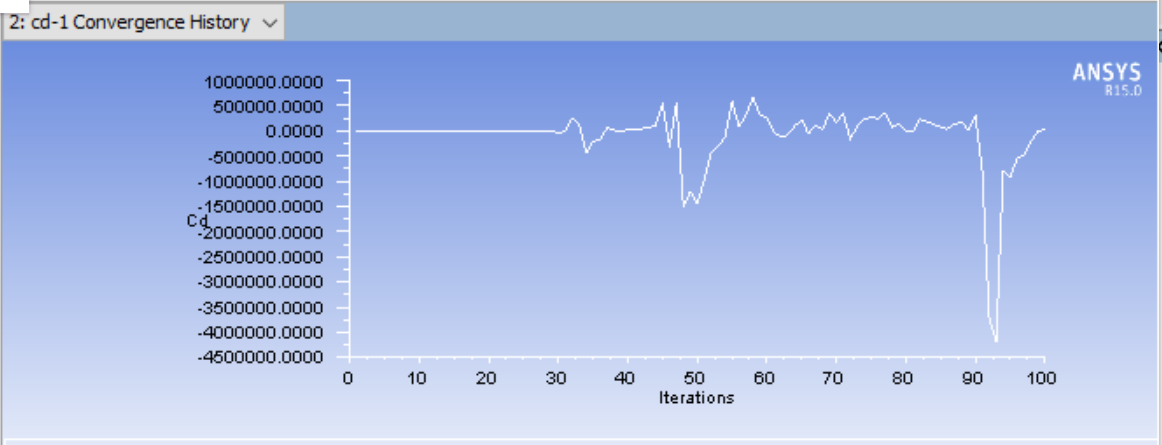 2: cd-1 Convergence History
ANSYS
R15.0
1000000.0000
500000.0000
0.0000
-500000.0000
-1000000.0000
-1500000.0000
Cd
-2000000.0000
-2500000.0000
-3000000.0000
-3500000.0000
-4000000.0000
-4500000.0000
0 10 20 30 40 50 60 70 80 90 100
Iterations